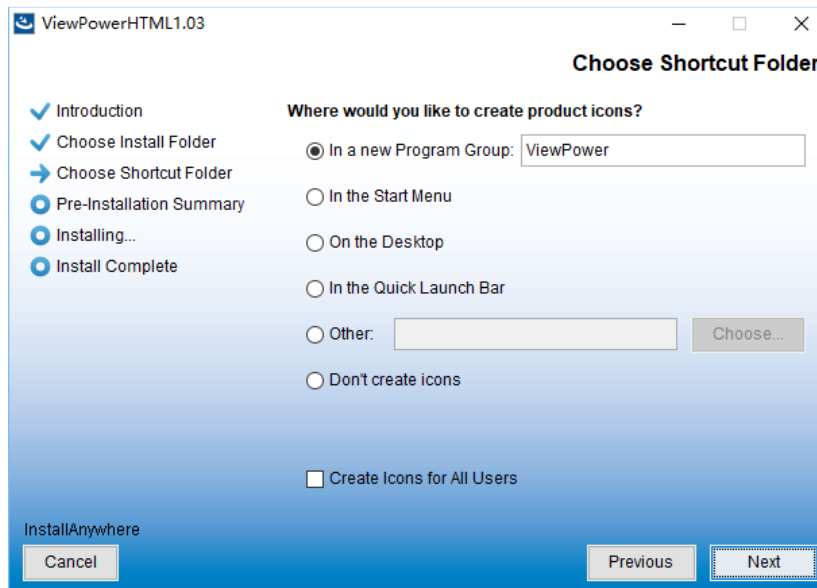 ViewPowerHTML1.03
Choose Shortcut Folder
Introduction
Choose Install Folder
Choose Shortcut Folder
Pre-Installation Summary
Installing...
Install Complete
Where would you like to create product icons?
In a new Program Group: ViewPower
In the Start Menu
On the Desktop
In the Quick Launch Bar
Other: Choose...
Don't create icons
Create Icons for All Users
InstallAnywhere
Cancel Previous Next